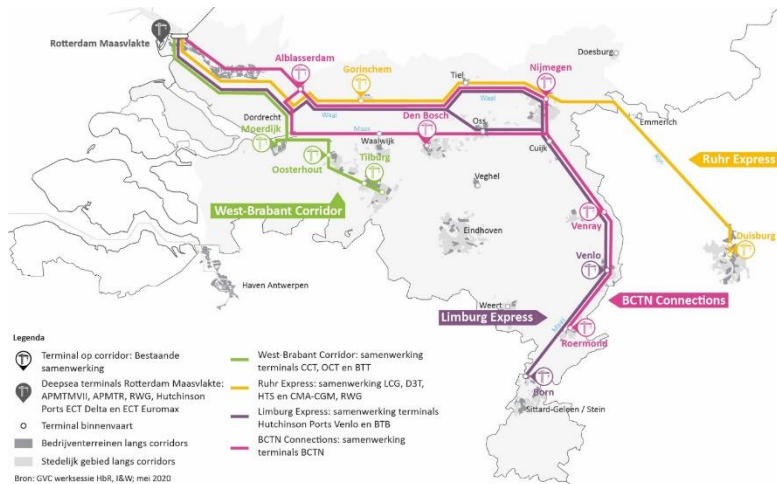 Rotterdam Maasvlakte
Alblasserdam
Gorinchem
Tiel
Nijmegen
Doesburg
Waal
Waal
Dordrecht
Moerdijk
Maas
Den Bosch
Oss
Emmerich
Waalwijk
Cuijk
Ruhr Express
Oosterhout
Tilburg
Veghel
West-Brabant Corridor
Venray
Eindhoven
Duisburg
Venlo
Haven Antwerpen
Weert
Limburg Express
Maas
BCTN Connections
Roermond
Born
Sittard-Geleen / Stein
Legenda
Terminal op corridor: Bestaande
samenwerking
Deepsea terminals Rotterdam Maasvlakte:
APMTMVII, APMTR, RWG, Hutchinson
Ports ECT Delta en ECT Euromax
Terminal binnenvaart
Bedrijventerreinen langs corridors
Stedelijk gebied langs corridors
West-Brabant Corridor: samenwerking
terminals CCT, OCT en BTT
Ruhr Express: samenwerking LCG, D3T,
HTS en CMA-CGM, RWG
Limburg Express: samenwerking terminals
Hutchinson Ports Venlo en BTB
BCTN Connections: samenwerking
terminals BCTN
Bron: GVC werksessie HbR, I&W; mei 2020